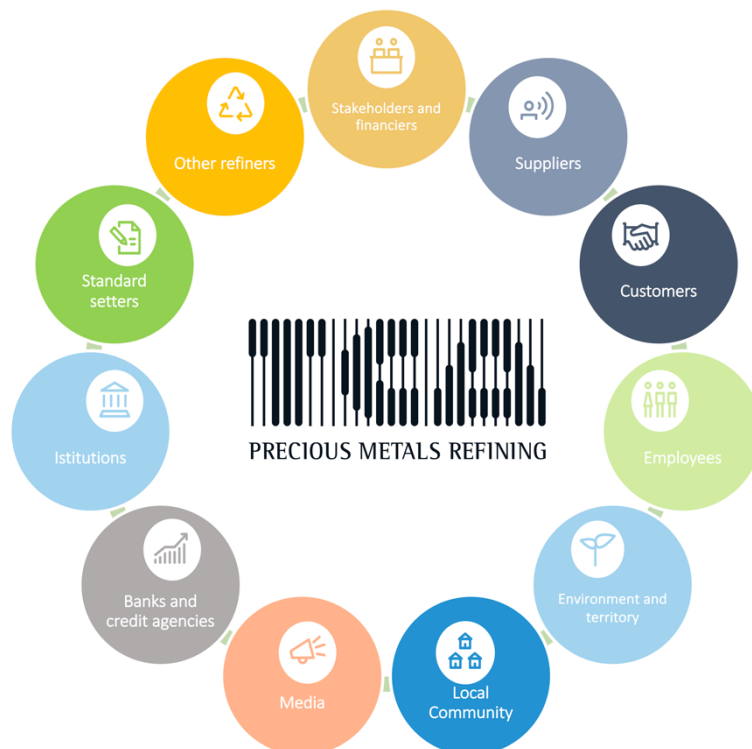 Stakeholders and
financiers
Suppliers
Customers
Employees
Environment and
territory
Local
Community
Media
Banks and
credit agencies
Istitutions
Standard
setters
Other refiners
TCA
PRECIOUS METALS REFINING